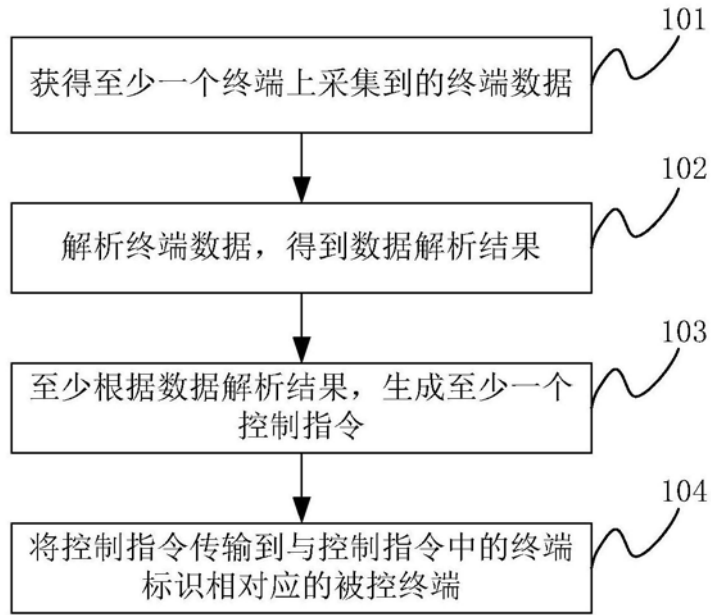 101
获得至少一个终端上采集到的终端数据
102
解析终端数据，得到数据解析结果
103
至少根据数据解析结果，生成至少一个
控制指令
104
将控制指令传输到与控制指令中的终端
标识相对应的被控终端